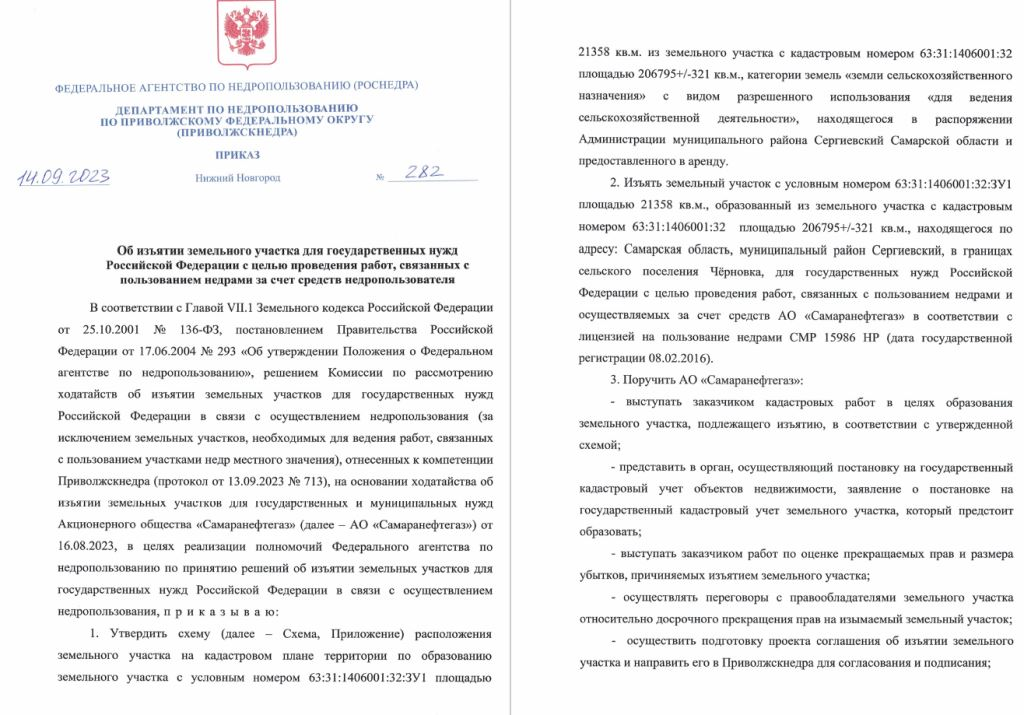 ФЕДЕРАЛЬНОЕ АГЕНТСТВО ПО НЕДРОПОЛЬЗОВАНИЮ (РОСНЕДРА)
ДЕПАРТАМЕНТ ПО НЕДРОПОЛЬЗОВАНИЮ
ПО ПРИВОЛЖСКОМУ ФЕДЕРАЛЬНОМУ ОКРУГУ
(ПРИВОЛЖСКНЕДРА)
ПРИКАЗ
14.09.2023 Нижний Новгород № 282
Об изъятии земельного участка для государственных нужд
Российской Федерации с целью проведения работ, связанных с
пользованием недрами за счет средств недропользователя
В соответствии с Главой VII.1 Земельного кодекса Российской Федерации
от 25.10.2001 № 136-ФЗ, постановлением Правительства Российской
Федерации от 17.06.2004 № 293 «Об утверждении Положения о Федеральном
агентстве по недропользованию», решением Комиссии по рассмотрению
ходатайств об изъятии земельных участков для государственных нужд
Российской Федерации в связи с осуществлением недропользования (за
исключением земельных участков, необходимых для ведения работ, связанных
с пользованием участками недр местного значения), отнесенных к компетенции
Приволжскнедра (протокол от 13.09.2023 № 713), на основании ходатайства об
изъятии земельных участков для государственных и муниципальных нужд
Акционерного общества «Самаранефтегаз» (далее – АО «Самаранефтегаз») от
16.08.2023, в целях реализации полномочий Федерального агентства по
недропользованию по принятию решений об изъятии земельных участков для
государственных нужд Российской Федерации в связи с осуществлением
недропользования, п р и к а з ы в а ю:
1. Утвердить схему (далее – Схема, Приложение) расположения
земельного участка на кадастровом плане территории по образованию
земельного участка с условным номером 63:31:1406001:32:ЗУ1 площадью
21358 кв.м. из земельного участка с кадастровым номером 63:31:1406001:32
площадью 206795+/-321 кв.м., категории земель «земли сельскохозяйственного
назначения» с видом разрешенного использования «для ведения
сельскохозяйственной деятельности», находящегося в распоряжении
Администрации муниципального района Сергиевский Самарской области и
предоставленного в аренду.
2. Изъять земельный участок с условным номером 63:31:1406001:32:ЗУ1
площадью 21358 кв.м., образованный из земельного участка с кадастровым
номером 63:31:1406001:32 площадью 206795+/-321 кв.м., находящегося по
адресу: Самарская область, муниципальный район Сергиевский, в границах
сельского поселения Чёрновка, для государственных нужд Российской
Федерации с целью проведения работ, связанных с пользованием недрами и
осуществляемых за счет средств АО «Самаранефтегаз» в соответствии с
лицензией на пользование недрами СМР 15986 НР (дата государственной
регистрации 08.02.2016).
3. Поручить АО «Самаранефтегаз»:
- выступать заказчиком кадастровых работ в целях образования
земельного участка, подлежащего изъятию, в соответствии с утвержденной
схемой;
- представить в орган, осуществляющий постановку на государственный
кадастровый учет объектов недвижимости, заявление о постановке на
государственный кадастровый учет земельного участка, который предстоит
образовать;
- выступать заказчиком работ по оценке прекращаемых прав и размера
убытков, причиняемых изъятием земельного участка;
- осуществлять переговоры с правообладателями земельного участка
относительно досрочного прекращения прав на изымаемый земельный участок;
- осуществить подготовку проекта соглашения об изъятии земельного
участка и направить его в Приволжскнедра для согласования и подписания;